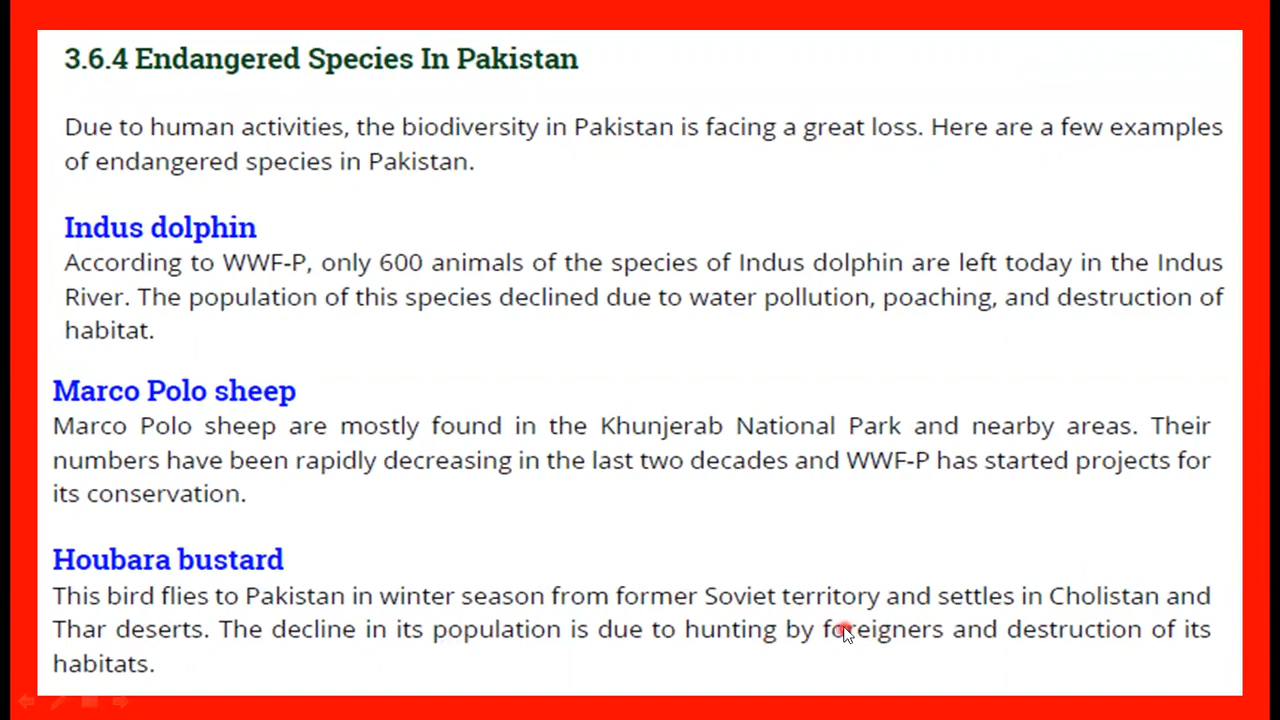 3.6.4 Endangered Species In Pakistan
Due to human activities, the biodiversity in Pakistan is facing a great loss. Here are a few examples
of endangered species in Pakistan.
Indus dolphin
According to WWF-P, only 600 animals of the species of Indus dolphin are left today in the Indus
River. The population of this species declined due to water pollution, poaching, and destruction of
habitat.
Marco Polo sheep
Marco Polo sheep are mostly found in the Khunjerab National Park and nearby areas. Their
numbers have been rapidly decreasing in the last two decades and WWF-P has started projects for
its conservation.
Houbara bustard
This bird flies to Pakistan in winter season from former Soviet territory and settles in Cholistan and
Thar deserts. The decline in its population is due to hunting by foreigners and destruction of its
habitats.